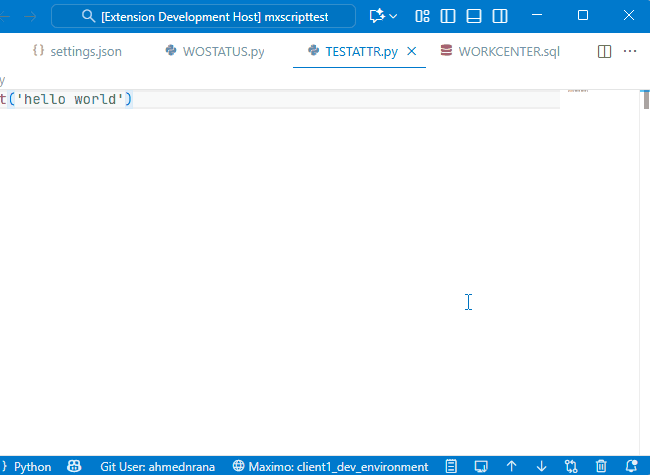 [Extension Development Host] mxscripttest
{} settings.json WOSTATUS.py TESTATTR.py WORKCENTER.sql
y
t('hello world')
} Python Git User: ahmednrana Maximo: client1_dev_environment